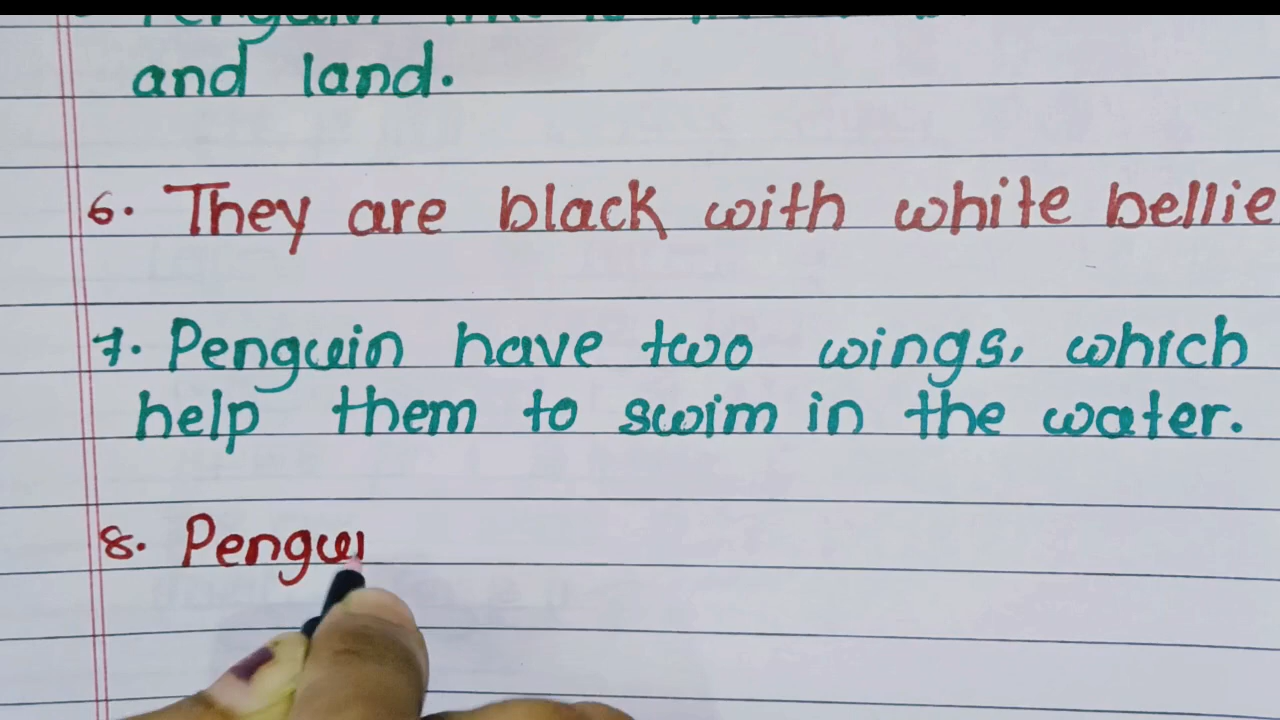 and land.
6. They are black with white bellie
7. Penguin have two wings, which
help them to swim in the water.
8. Pengui